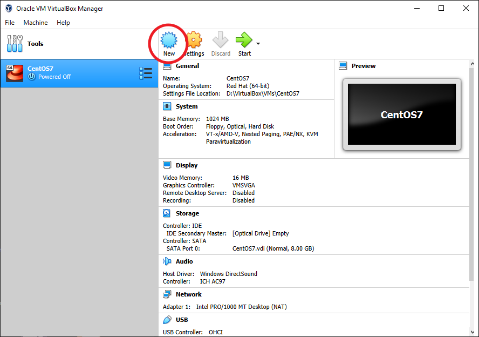 Oracle VM VirtualBox Manager
File Machine Help
Tools
New Settings Discard Start
CentOS7
Powered Off
General
Name: CentOS7
Operating System: Red Hat (64-bit)
Settings File Location: D:\VirtualBox\VMs\CentOS7
Preview
CentOS7
System
Base Memory: 1024 MB
Boot Order: Floppy, Optical, Hard Disk
Acceleration: VT-x/AMD-V, Nested Paging, PAE/NX, KVM
Paravirtualization
Display
Video Memory: 16 MB
Graphics Controller: VMSVGA
Remote Desktop Server: Disabled
Recording: Disabled
Storage
Controller: IDE
IDE Secondary Master: [Optical Drive] Empty
Controller: SATA
SATA Port 0: CentOS7.vdi (Normal, 8.00 GB)
Audio
Host Driver: Windows DirectSound
Controller: ICH AC97
Network
Adapter 1: Intel PRO/1000 MT Desktop (NAT)
USB
USB Controller: OHCI